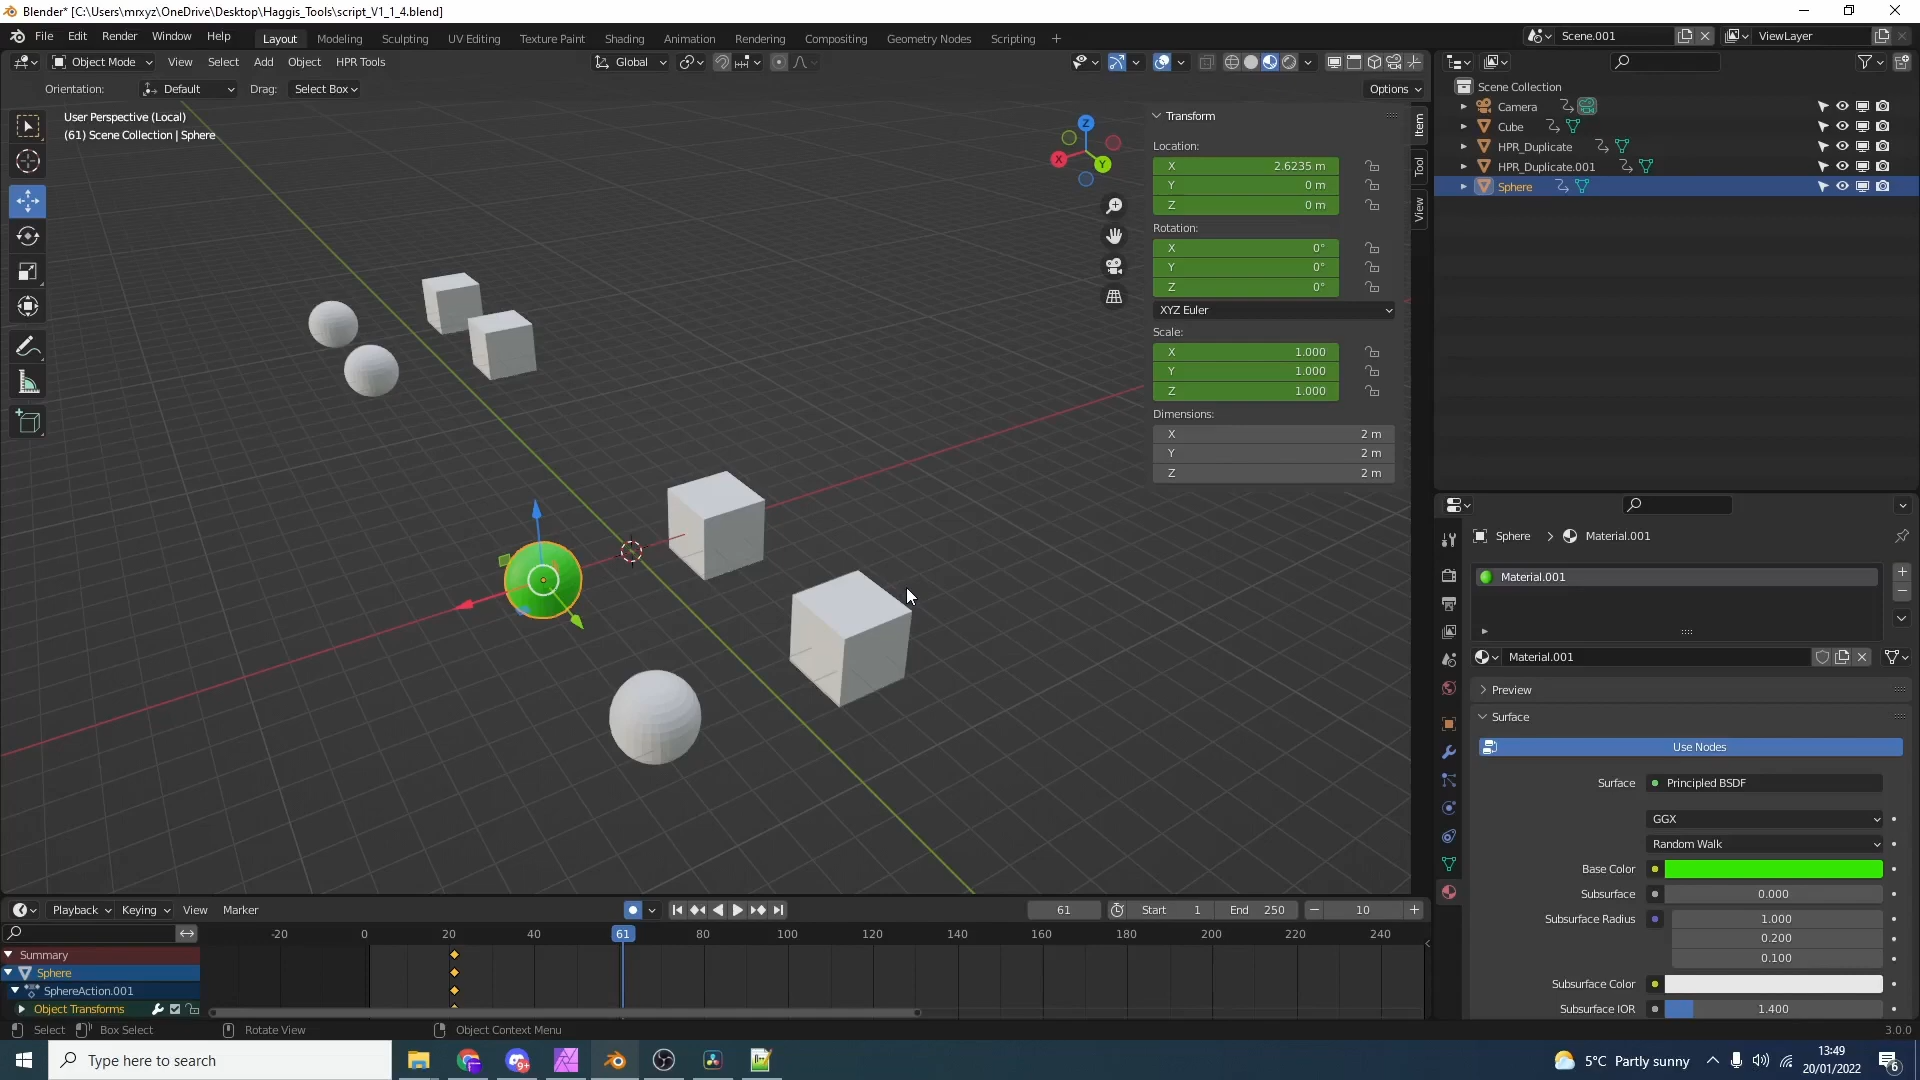 Blender* [C:\Users\mrxyz\OneDrive\Desktop\Haggis_Tools\script_V1_1_4.blend]
File Edit Render Window Help Layout Modeling Sculpting UV Editing Texture Paint Shading Animation Rendering Compositing Geometry Nodes Scripting + Scene.001 ViewLayer
Object Mode View Select Add Object HPR Tools Global
Orientation: Default Drag: Select Box Options
User Perspective (Local)
(61) Scene Collection | Sphere
Z
X
Y
Transform
Location:
X 2.6235 m
Y 0 m
Z 0 m
Rotation:
X 0°
Y 0°
Z 0°
XYZ Euler
Scale:
X 1.000
Y 1.000
Z 1.000
Dimensions:
X 2 m
Y 2 m
Z 2 m
Item
Tool
View
Scene Collection
Camera
Cube
HPR_Duplicate
HPR_Duplicate.001
Sphere
Sphere > Material.001
Material.001
Material.001
Preview
Surface
Use Nodes
Surface Principled BSDF
GGX
Random Walk
Base Color
Subsurface 0.000
Subsurface Radius 1.000
0.200
0.100
Subsurface Color
Subsurface IOR 1.400
Playback Keying View Marker 61 Start 1 End 250 10
-20 0 20 40 61 80 100 120 140 160 180 200 220 240
Summary
Sphere
SphereAction.001
Object Transforms
Select Box Select Rotate View Object Context Menu 3.0.0
Type here to search
9+
5°C Partly sunny
13:49
20/01/2022
6